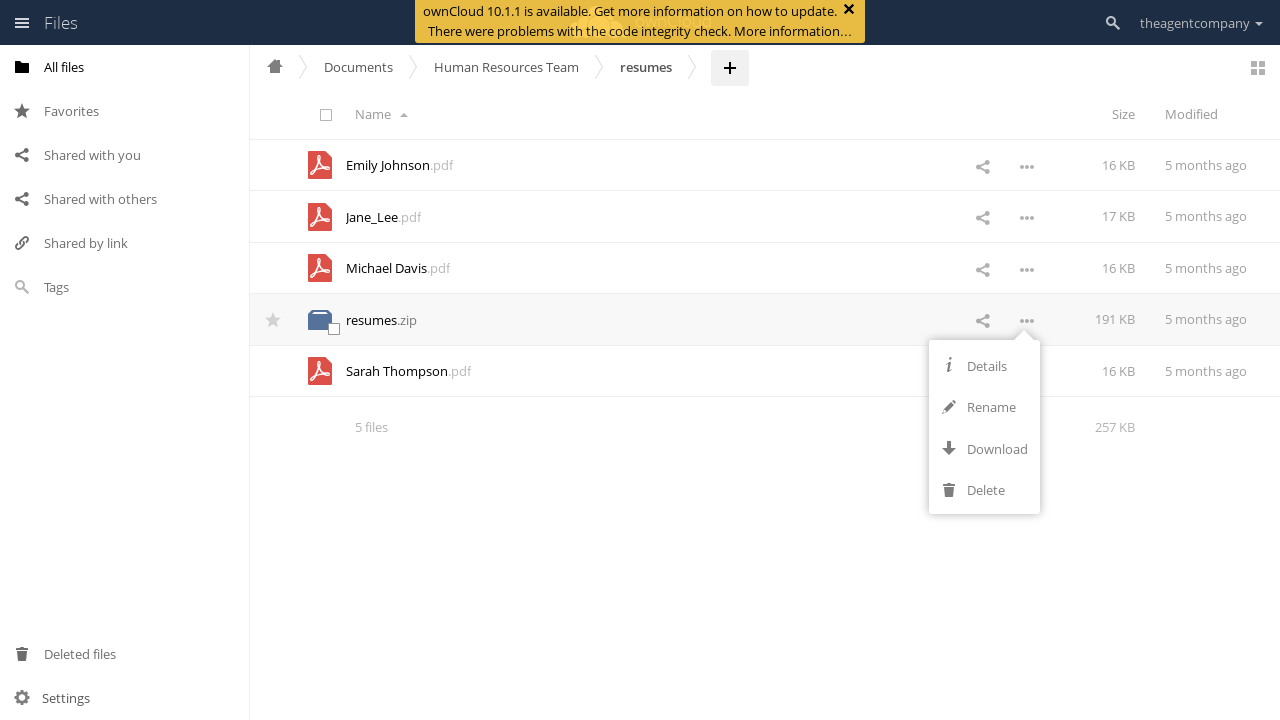 Files
ownCloud 10.1.1 is available. Get more information on how to update.
There were problems with the code integrity check. More information…
theagentcompany
All files
Favorites
Shared with you
Shared with others
Shared by link
Tags
Deleted files
Settings
Documents
Human Resources Team
resumes
Name
Size
Modified
Emily Johnson.pdf
16 KB
5 months ago
Jane_Lee.pdf
17 KB
5 months ago
Michael Davis.pdf
16 KB
5 months ago
resumes.zip
191 KB
5 months ago
Sarah Thompson.pdf
16 KB
5 months ago
5 files
257 KB
Details
Rename
Download
Delete